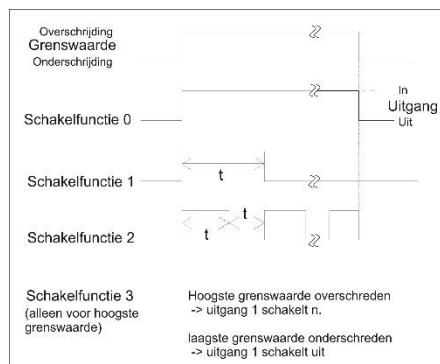 Overschrijding
Grenswaarde
Onderschrijding
In
Uitgang
Schakelfunctie 0
Uit
t
Schakelfunctie 1
t
Schakelfunctie 2
t
Schakelfunctie 3
(alleen voor hoogste
grenswaarde)
Hoogste grenswaarde overschreden
-> uitgang 1 schakelt n.
laagste grenswaarde onderschreden
-> uitgang 1 schakelt uit